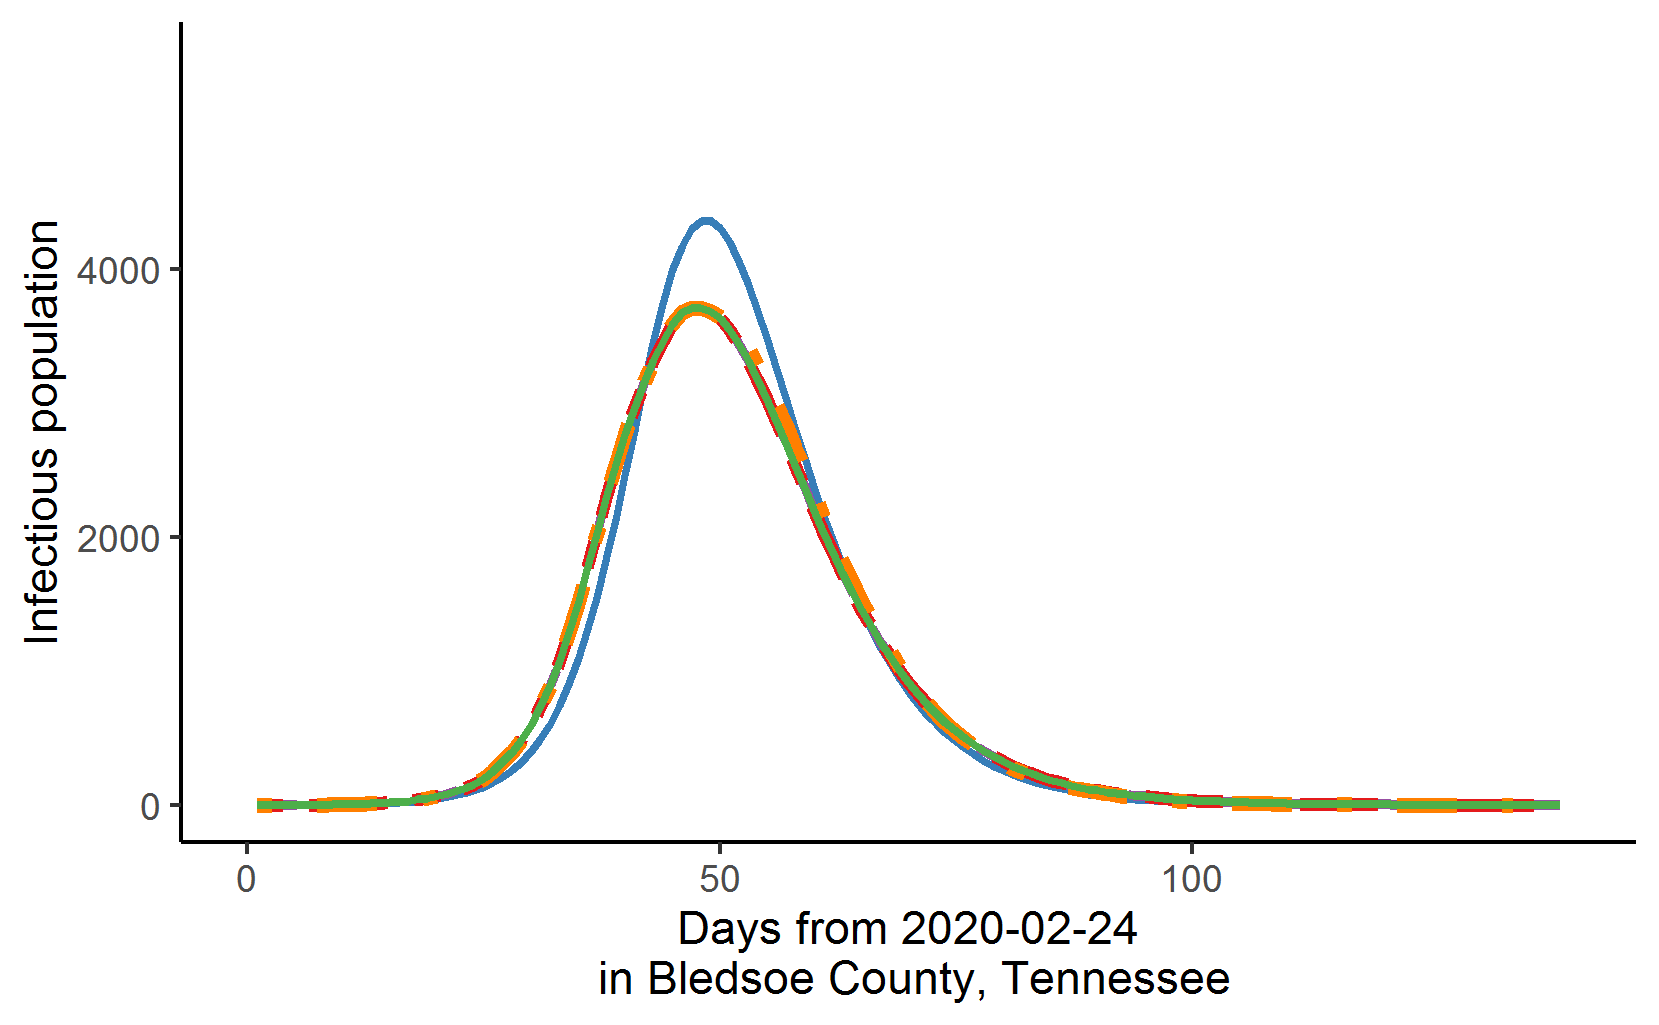 Infectious population
4000
2000
0
0
50
100
Days from 2020-02-24
in Bledsoe County, Tennessee